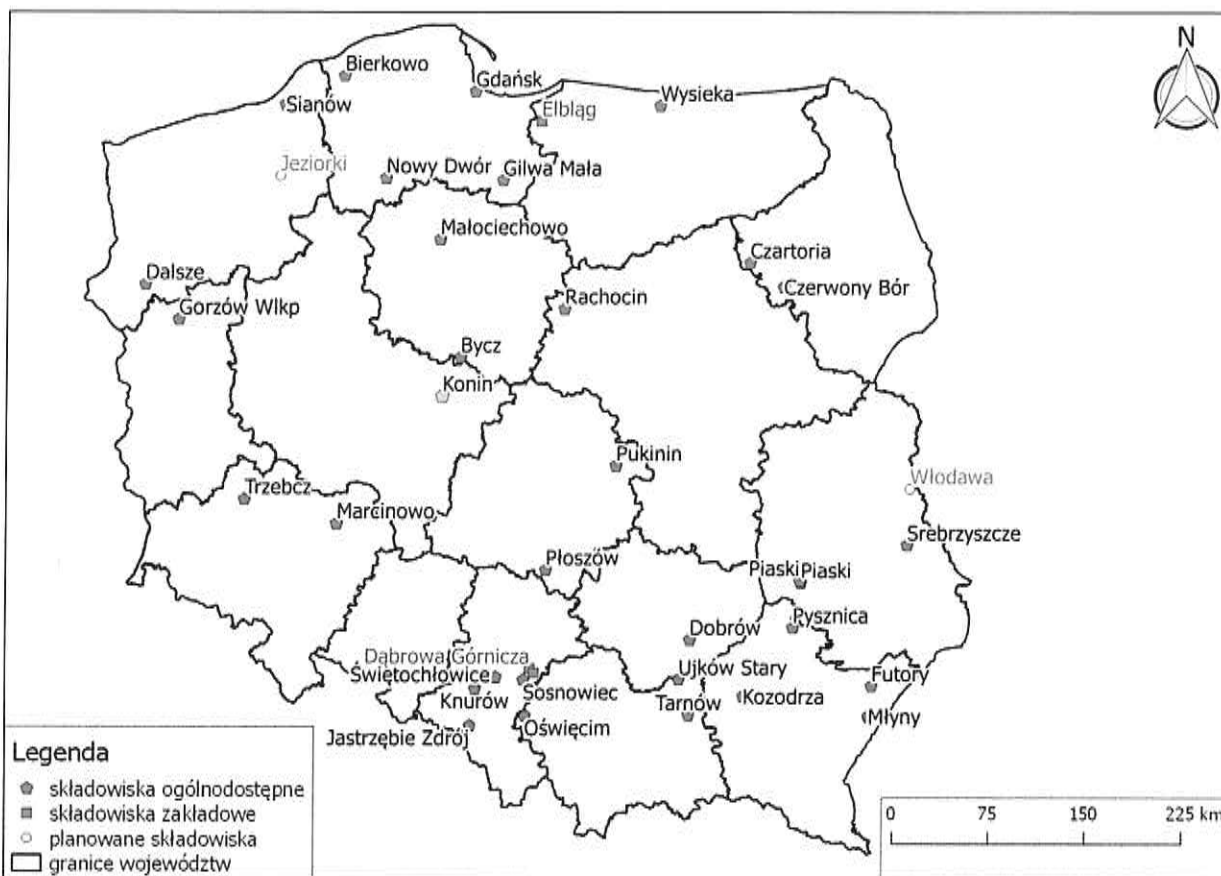 N
Bierkowo
Gdańsk
Wysieka
Sianów
Elbląg
Jeziorki
Nowy Dwór
Gilwa Mała
Małociechowo
Czartoria
Dalsze
Czerwony Bór
Gorzów Wlkp
Rachocin
Bycz
Konin
Pukinin
Trzebcz
Włodawa
Marcinowo
Srebrzyszcze
Płoszów
Piaski Piaski
Pysznica
Dobrów
Dąbrowa Górnicza
Świętochłowice
Ujków Stary
Futory
Knurów
Sosnowiec
Tarnów
Kozodrza
Młyny
Jastrzębie Zdrój
Oświęcim
Legenda
składowiska ogólnodostępne
składowiska zakładowe
planowane składowiska
granice województw
0 75 150 225 km